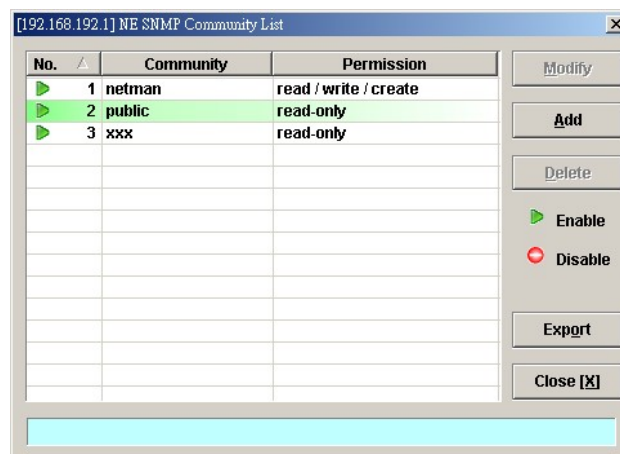 [192.168.192.1] NE SNMP Community List
No. Community Permission
1 netman read / write / create
2 public read-only
3 xxx read-only
Modify
Add
Delete
Enable
Disable
Export
Close [X]